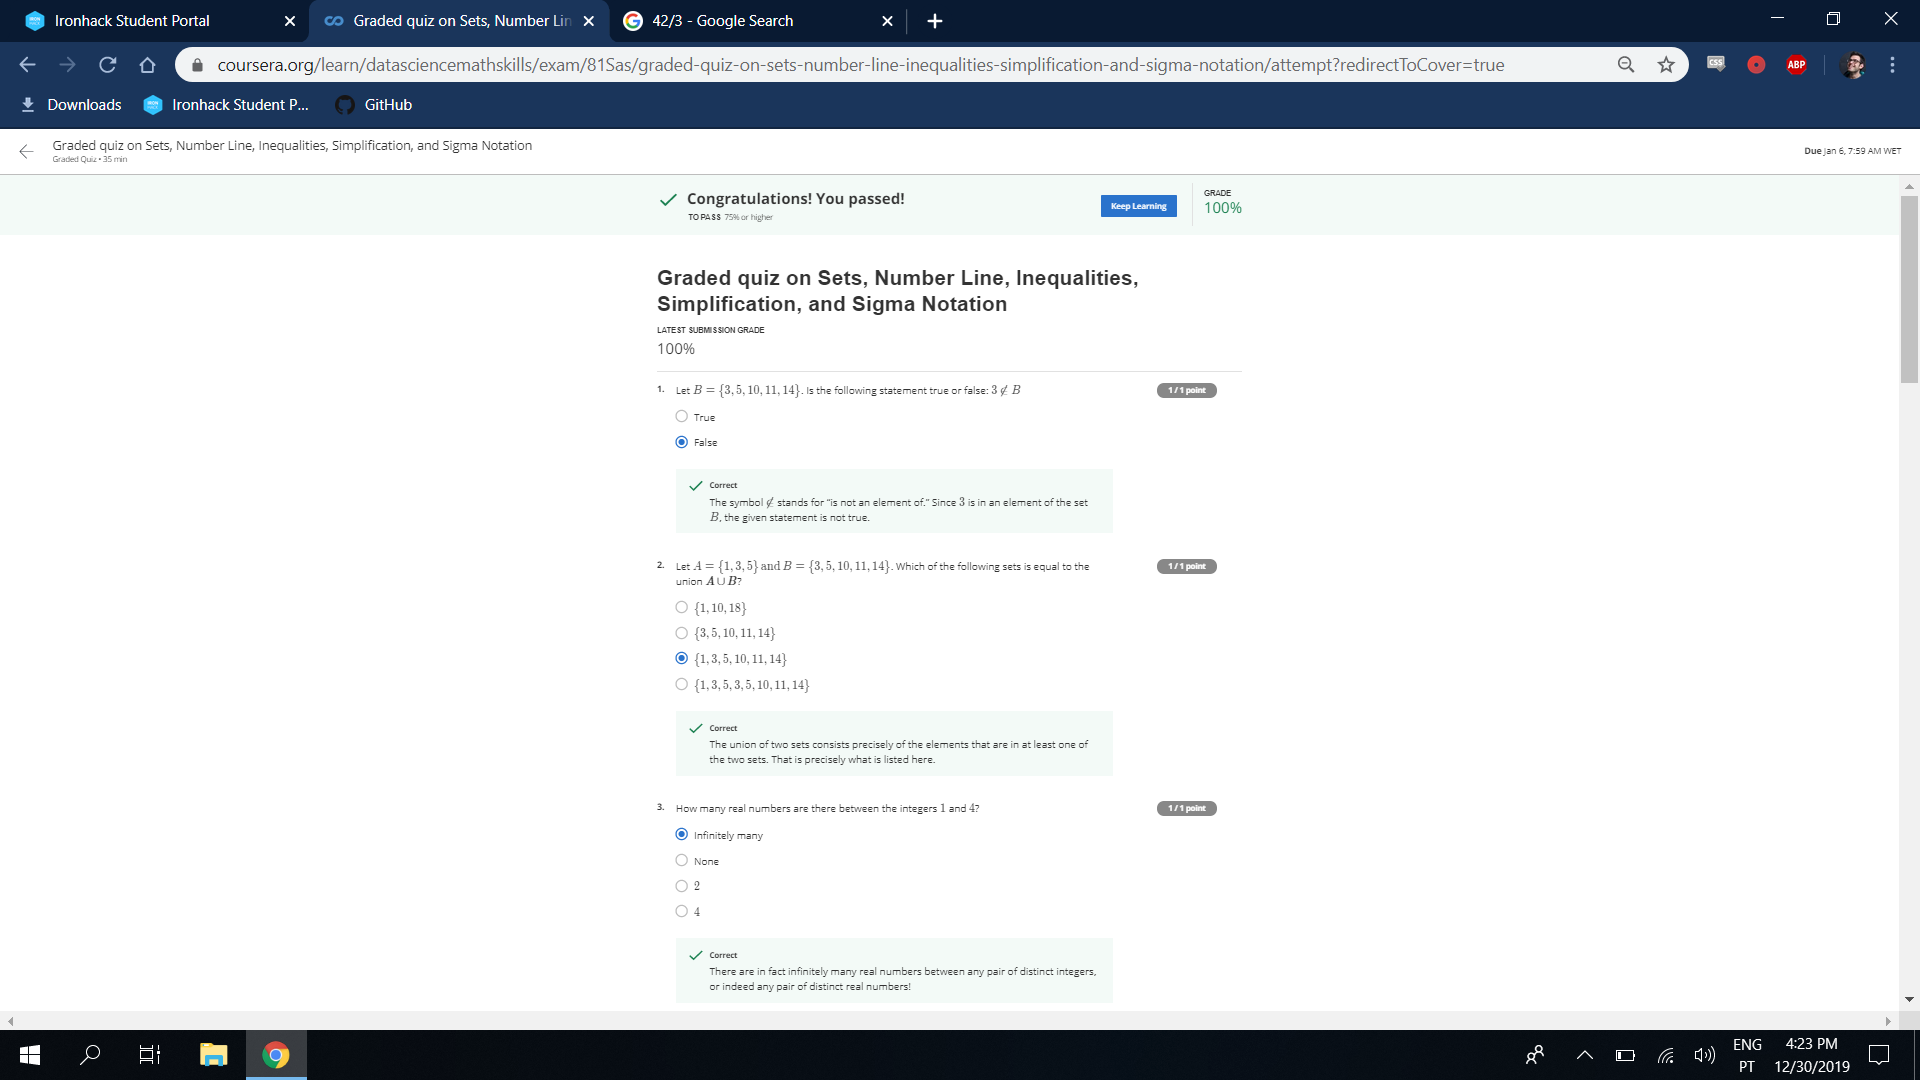 Ironhack Student Portal
Graded quiz on Sets, Number Lin
42/3 - Google Search
coursera.org/learn/datasciencemathskills/exam/81Sas/graded-quiz-on-sets-number-line-inequalities-simplification-and-sigma-notation/attempt?redirectToCover=true
CSS
ABP
Downloads
Ironhack Student P...
GitHub
Graded quiz on Sets, Number Line, Inequalities, Simplification, and Sigma Notation
Graded Quiz • 35 min
Due Jan 6, 7:59 AM WET
Congratulations! You passed!
TO PASS 75% or higher
Keep Learning
GRADE
100%
Graded quiz on Sets, Number Line, Inequalities,
Simplification, and Sigma Notation
LATEST SUBMISSION GRADE
100%
1. Let B = {3, 5, 10, 11, 14}. Is the following statement true or false: 3 ∉ B
1 / 1 point
True
False
Correct
The symbol ∉ stands for "is not an element of." Since 3 is in an element of the set
B, the given statement is not true.
2. Let A = {1, 3, 5} and B = {3, 5, 10, 11, 14}. Which of the following sets is equal to the
union A ∪ B?
1 / 1 point
{1, 10, 18}
{3, 5, 10, 11, 14}
{1, 3, 5, 10, 11, 14}
{1, 3, 5, 3, 5, 10, 11, 14}
Correct
The union of two sets consists precisely of the elements that are in at least one of
the two sets. That is precisely what is listed here.
3. How many real numbers are there between the integers 1 and 4?
1 / 1 point
Infinitely many
None
2
4
Correct
There are in fact infinitely many real numbers between any pair of distinct integers,
or indeed any pair of distinct real numbers!
ENG
PT
4:23 PM
12/30/2019